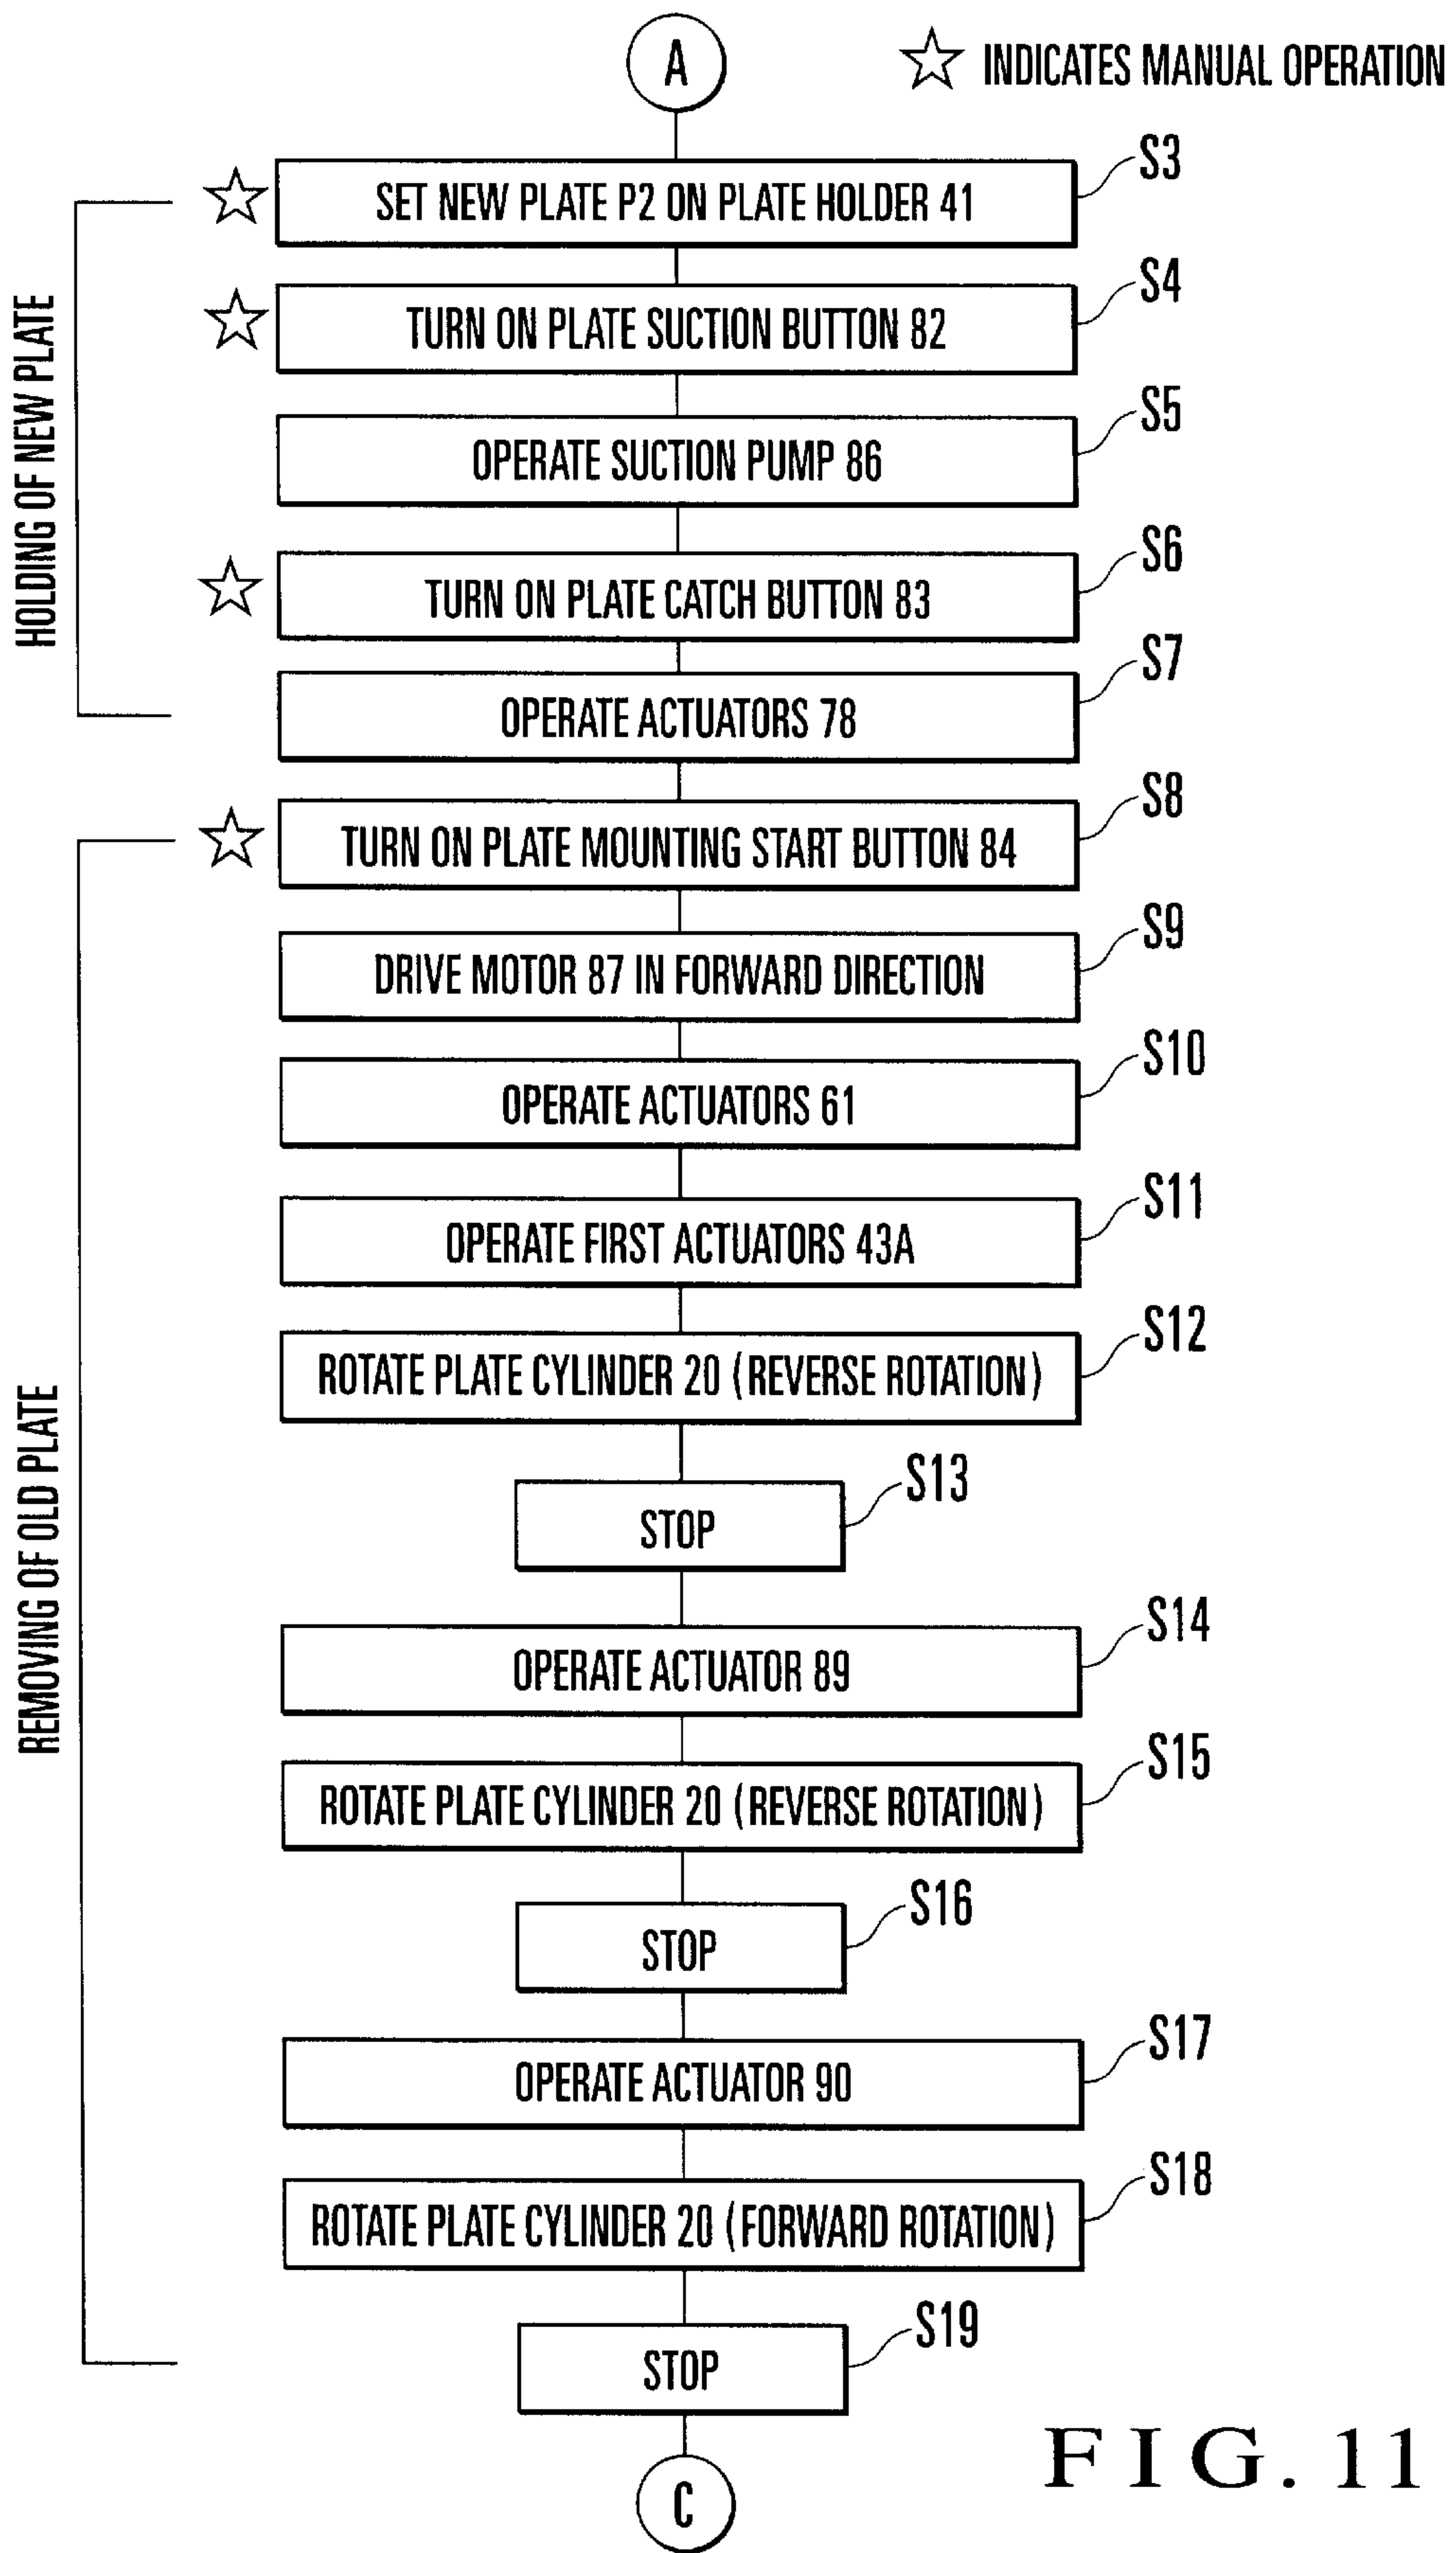 A
☆ INDICATES MANUAL OPERATION
S3
☆ SET NEW PLATE P2 ON PLATE HOLDER 41
S4
☆ TURN ON PLATE SUCTION BUTTON 82
S5
OPERATE SUCTION PUMP 86
S6
☆ TURN ON PLATE CATCH BUTTON 83
S7
OPERATE ACTUATORS 78
HOLDING OF NEW PLATE
S8
☆ TURN ON PLATE MOUNTING START BUTTON 84
S9
DRIVE MOTOR 87 IN FORWARD DIRECTION
S10
OPERATE ACTUATORS 61
S11
OPERATE FIRST ACTUATORS 43A
S12
ROTATE PLATE CYLINDER 20 (REVERSE ROTATION)
S13
STOP
S14
OPERATE ACTUATOR 89
S15
ROTATE PLATE CYLINDER 20 (REVERSE ROTATION)
S16
STOP
S17
OPERATE ACTUATOR 90
S18
ROTATE PLATE CYLINDER 20 (FORWARD ROTATION)
S19
STOP
REMOVING OF OLD PLATE
C
FIG. 11